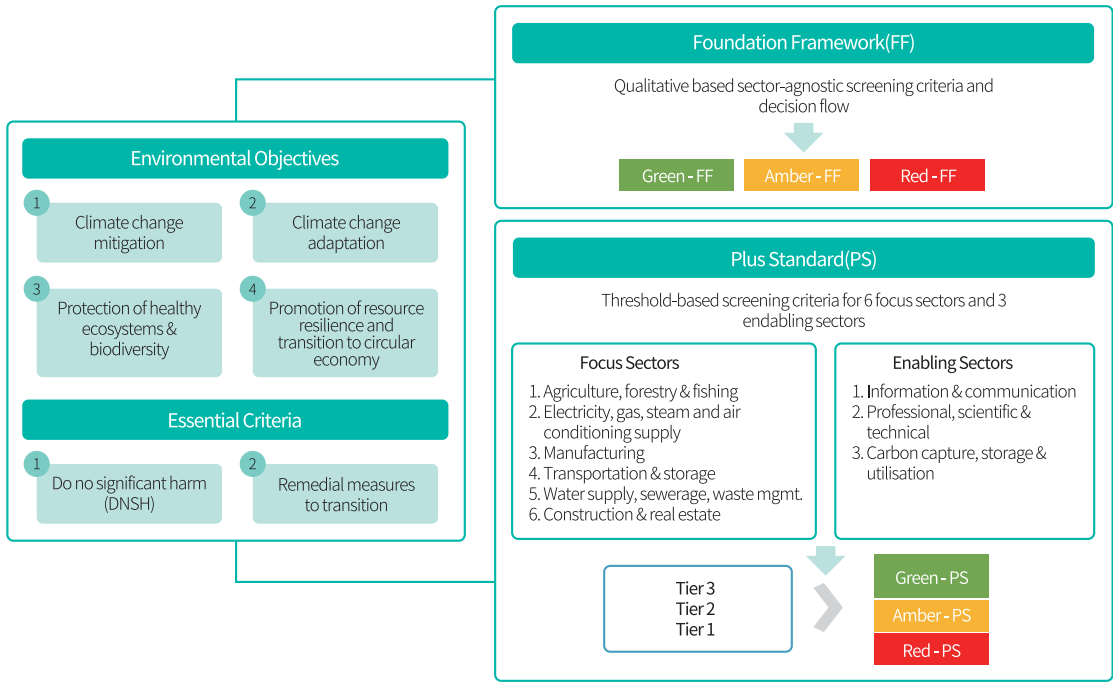 Environmental Objectives
1
Climate change
mitigation
2
Climate change
adaptation
3
Protection of healthy
ecosystems &
biodiversity
4
Promotion of resource
resilience and
transition to circular
economy
Essential Criteria
1
Do no significant harm
(DNSH)
2
Remedial measures
to transition
Foundation Framework(FF)
Qualitative based sector-agnostic screening criteria and
decision flow
Green - FF
Amber - FF
Red - FF
Plus Standard(PS)
Threshold-based screening criteria for 6 focus sectors and 3
endabling sectors
Focus Sectors
1. Agriculture, forestry & fishing
2. Electricity, gas, steam and air
conditioning supply
3. Manufacturing
4. Transportation & storage
5. Water supply, sewerage, waste mgmt.
6. Construction & real estate
Enabling Sectors
1. Information & communication
2. Professional, scientific &
technical
3. Carbon capture, storage &
utilisation
Tier 3
Tier 2
Tier 1
Green - PS
Amber - PS
Red - PS